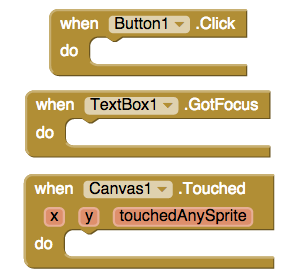 when Button1 .Click
do
when TextBox1 .GotFocus
do
when Canvas1 .Touched
x y touchedAnySprite
do